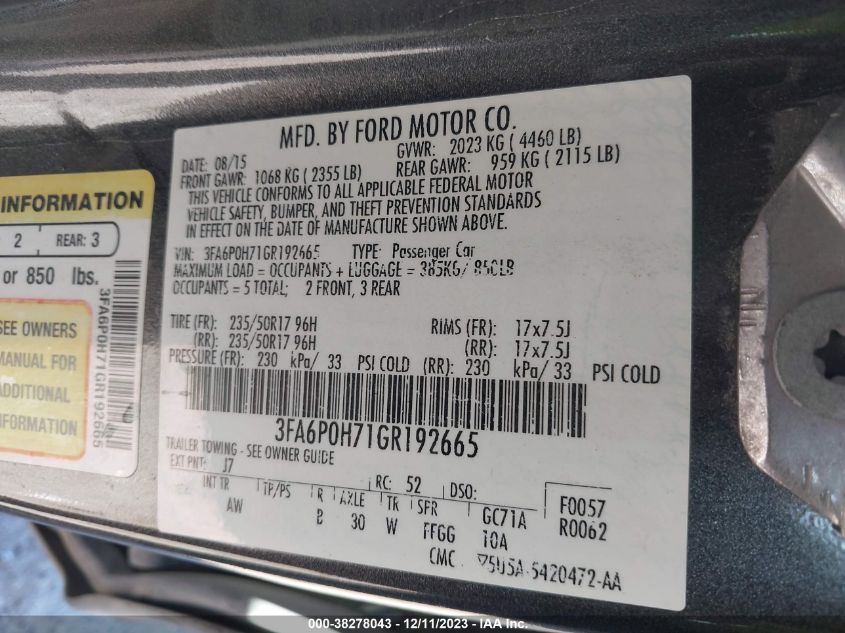 INFORMATION
2
REAR: 3
or 850 lbs.
SEE OWNERS
MANUAL FOR
ADDITIONAL
INFORMATION
3FA6P0H71GR192665
MFD. BY FORD MOTOR CO.
DATE: 08/15 GVWR: 2023 KG ( 4460 LB)
FRONT GAWR: 1068 KG ( 2355 LB) REAR GAWR: 959 KG ( 2115 LB)
THIS VEHICLE CONFORMS TO ALL APPLICABLE FEDERAL MOTOR
VEHICLE SAFETY, BUMPER, AND THEFT PREVENTION STANDARDS
IN EFFECT ON THE DATE OF MANUFACTURE SHOWN ABOVE.
VIN: 3FA6P0H71GR192665 TYPE: Passenger Car
MAXIMUM LOAD = OCCUPANTS + LUGGAGE = 385KG/ 850LB
OCCUPANTS = 5 TOTAL; 2 FRONT, 3 REAR
TIRE (FR): 235/50R17 96H RIMS (FR): 17x7.5J
(RR): 235/50R17 96H (RR): 17x7.5J
PRESSURE (FR): 230 kPa/ 33 PSI COLD (RR): 230 kPa/ 33 PSI COLD
3FA6P0H71GR192665
TRAILER TOWING - SEE OWNER GUIDE
EXT PNT: J7 RC: 52 DSO:
INT TR TP/PS R AXLE TR SFR GC71A F0057
AW B 30 W FFGG 10A R0062
CMC 5U5A-5420472-AA
000-38278043 - 12/11/2023 - IAA Inc.